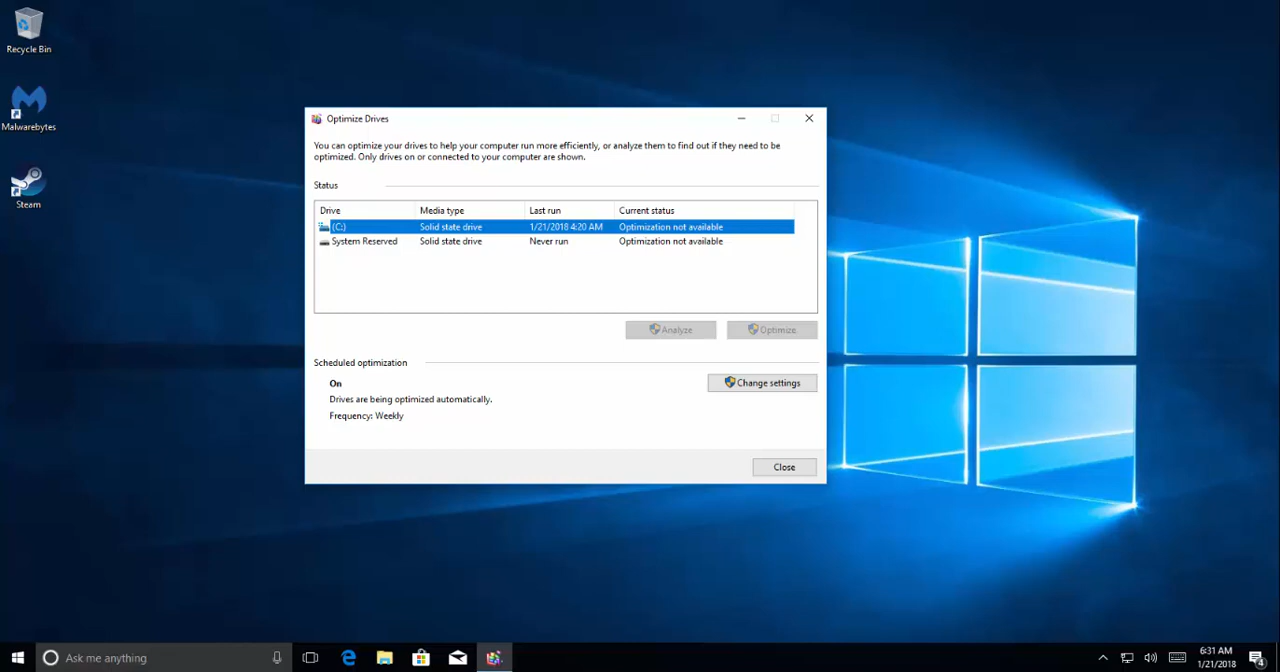 Recycle Bin
Malwarebytes
Steam
Optimize Drives
You can optimize your drives to help your computer run more efficiently, or analyze them to find out if they need to be
optimized. Only drives on or connected to your computer are shown.
Status
Drive Media type Last run Current status
(C:) Solid state drive 1/21/2018 4:20 AM Optimization not available
System Reserved Solid state drive Never run Optimization not available
Analyze Optimize
Scheduled optimization
On Change settings
Drives are being optimized automatically.
Frequency: Weekly
Close
Ask me anything
6:31 AM
1/21/2018
4